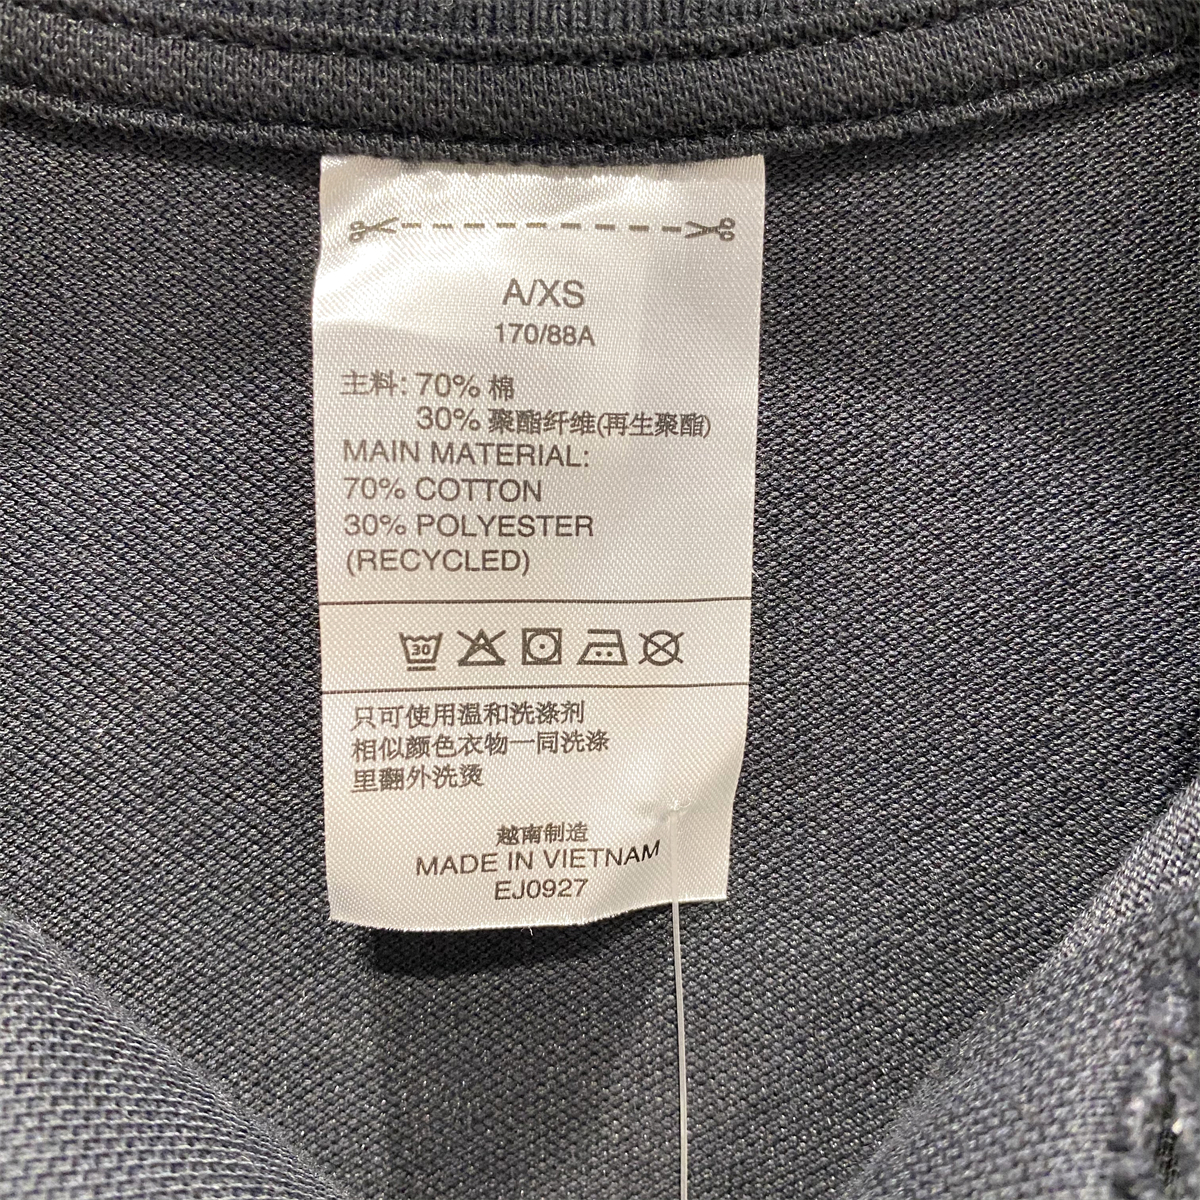 A/XS
170/88A
主料: 70% 棉
30% 聚酯纤维(再生聚酯)
MAIN MATERIAL:
70% COTTON
30% POLYESTER
(RECYCLED)
30
只可使用温和洗涤剂
相似颜色衣物一同洗涤
里翻外洗烫
越南制造
MADE IN VIETNAM
EJ0927